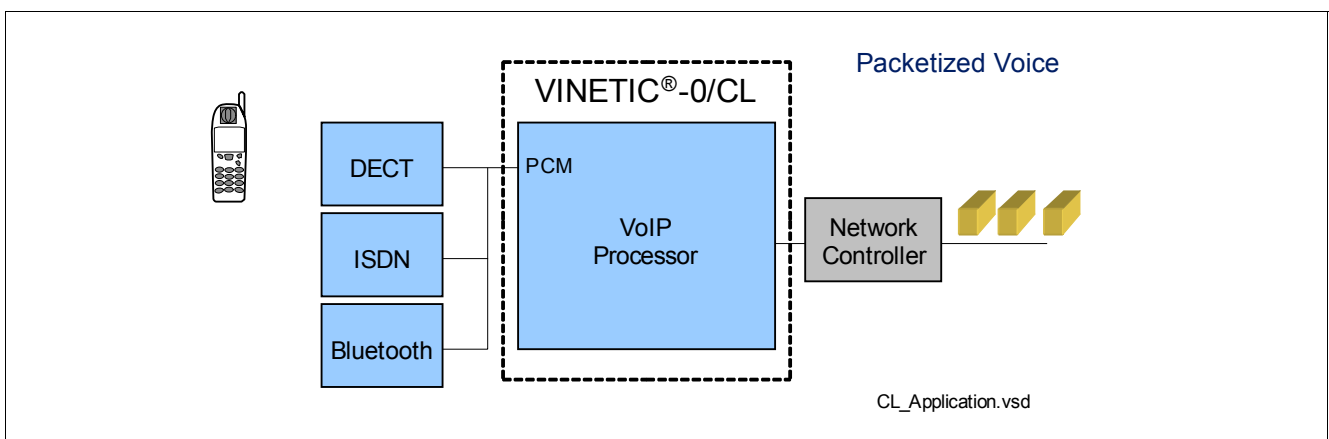 Packetized Voice
VINETIC®-0/CL
DECT
PCM
ISDN
VoIP
Processor
Network
Controller
Bluetooth
CL_Application.vsd